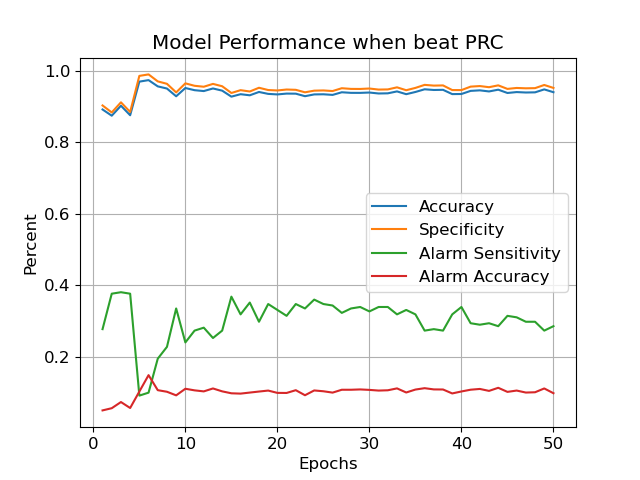 Model Performance when beat PRC
1.0
0.8
0.6
0.4
0.2
Percent
Accuracy
Specificity
Alarm Sensitivity
Alarm Accuracy
0 10 20 30 40 50
Epochs